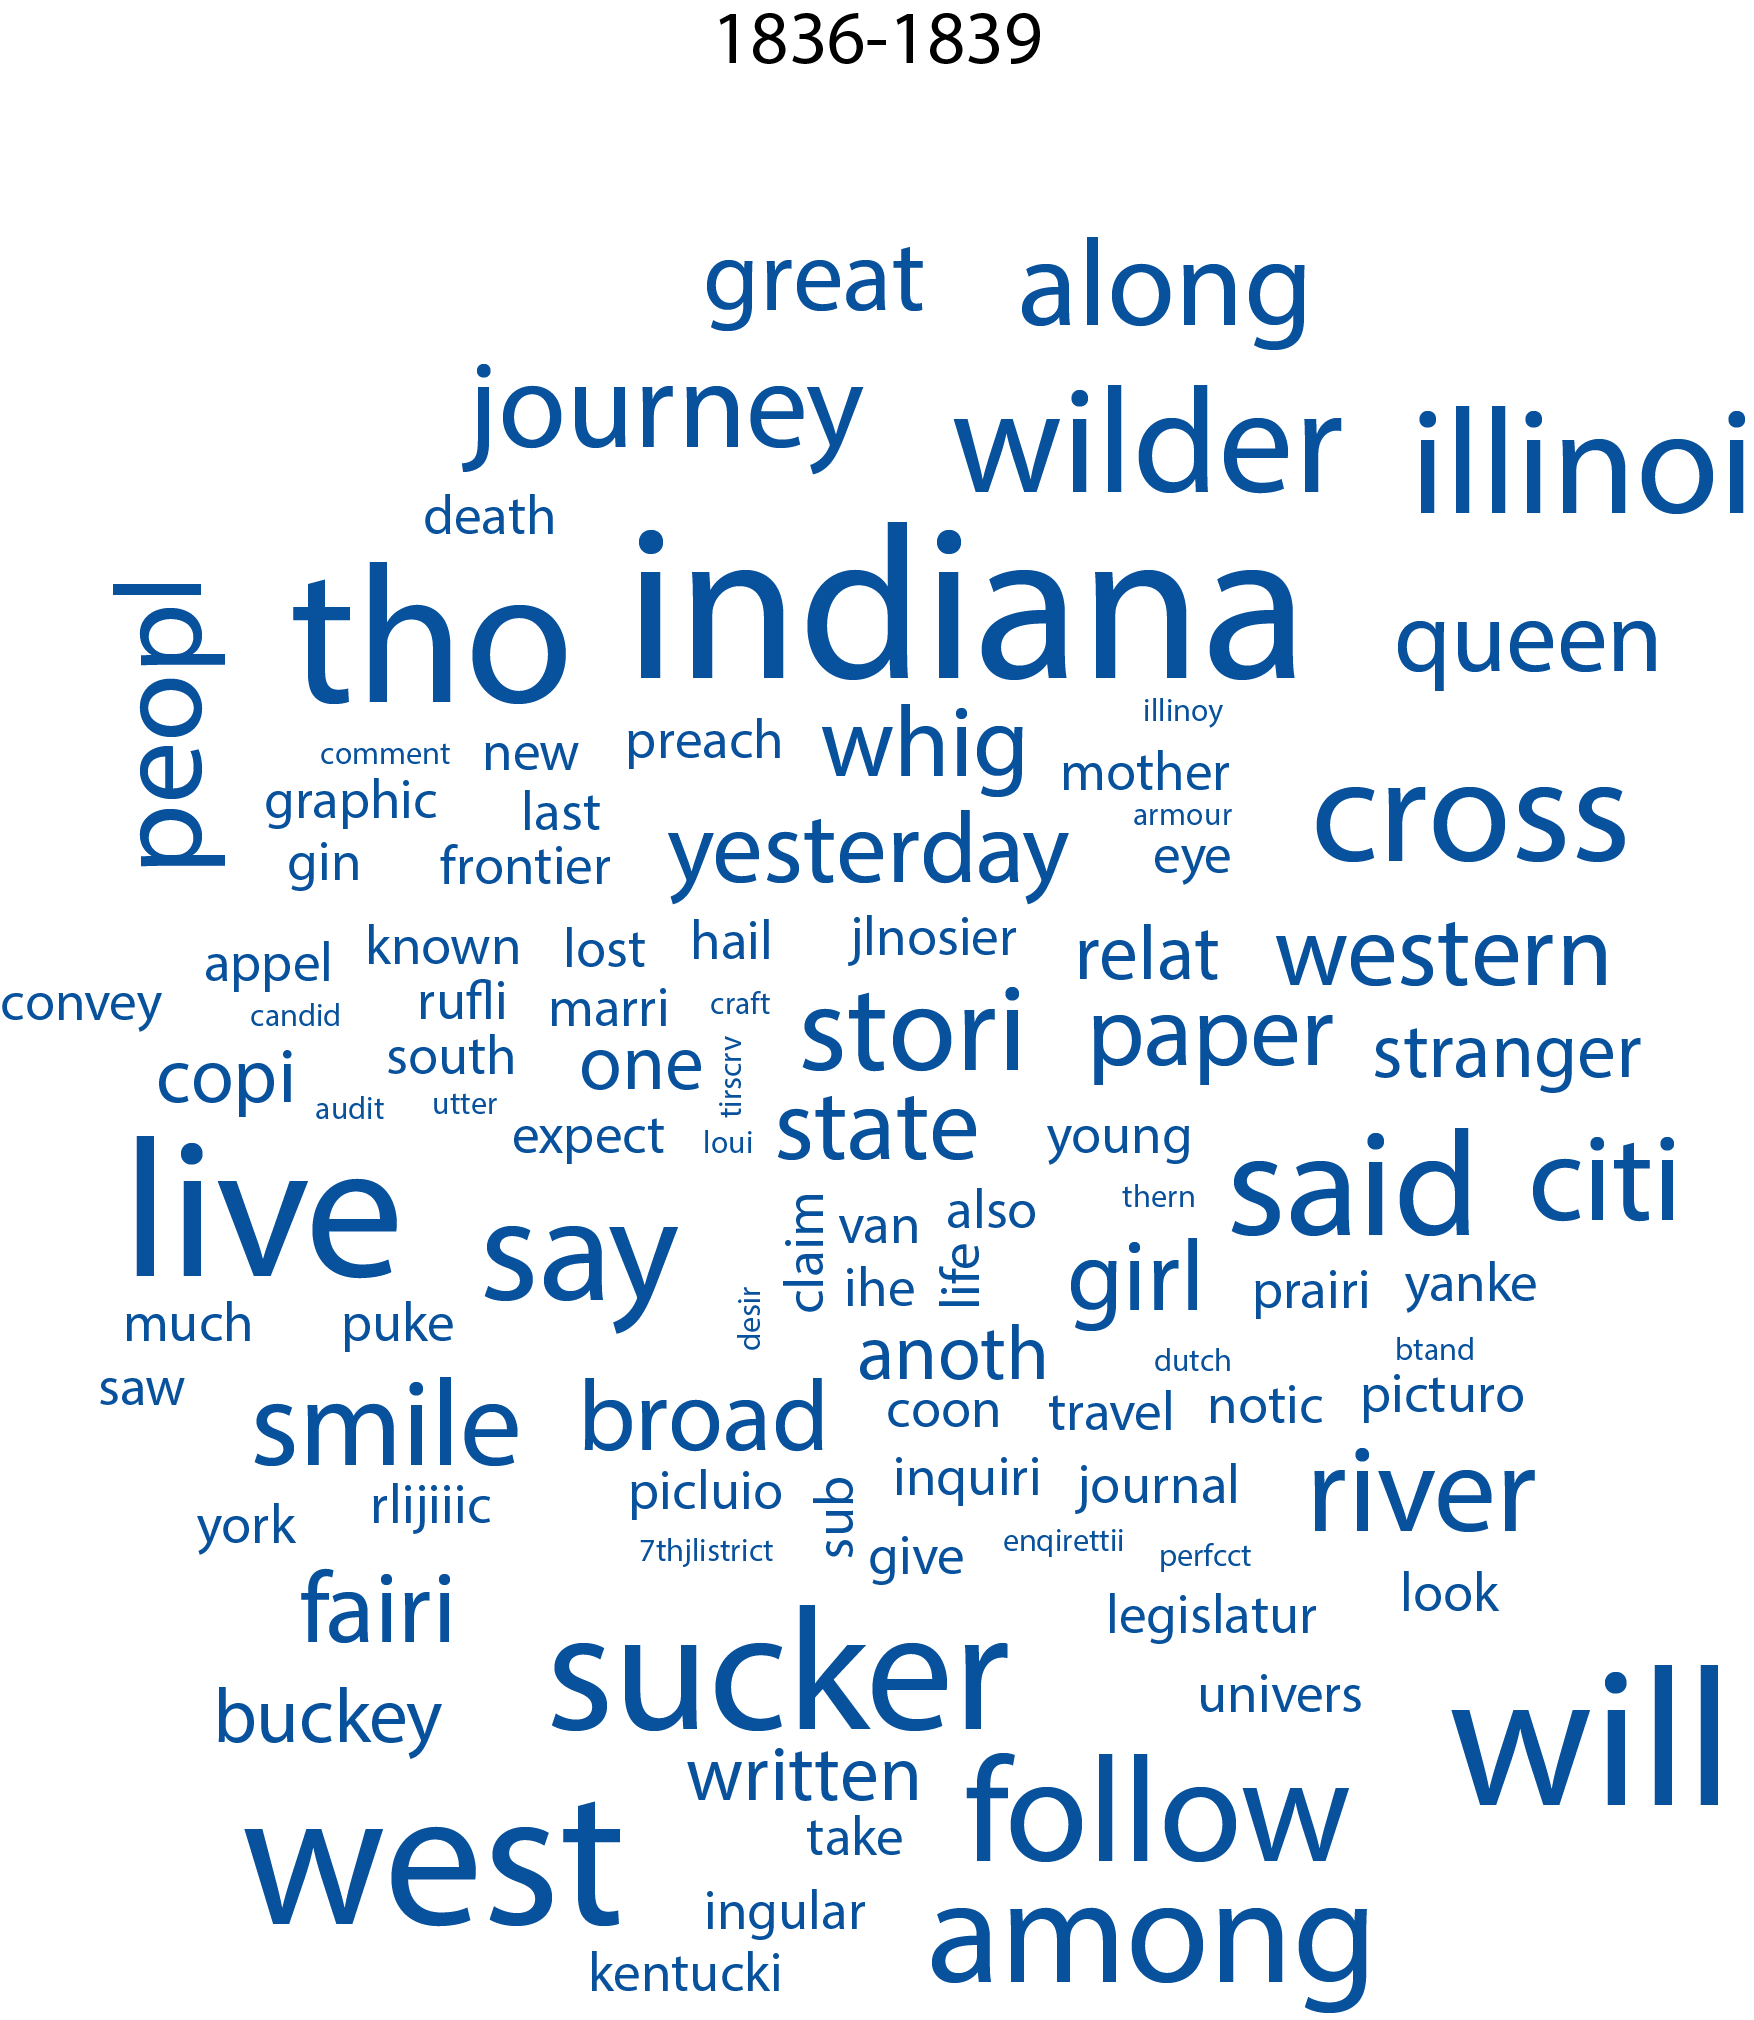 1836-1839
great along
journey wilder illinoi
death
peopl tho indiana queen
illinoy
comment new preach whig mother
graphic last armour cross
gin frontier yesterday eye
appel known lost hail jlnosier relat western
convey candid rufli marri craft stori paper stranger
copi south one tirscrv
audit utter expect loui state young
live say claim van also thern said citi
desir ihe life girl prairi yanke
much puke anoth dutch btand
saw smile broad coon travel notic picturo
york rlijiiic picluio sub inquiri journal river
7thjlistrict give enqirettii perfcct
fairi sucker legislatur look
buckey univers will
written follow
west take
ingular among
kentucki